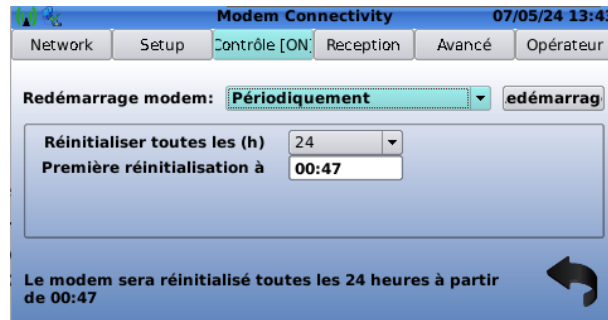 Modem Connectivity 07/05/24 13:43
Network Setup Contrôle [ON] Reception Avancé Opérateur
Redémarrage modem: Périodiquement edémarrag
Réinitialiser toutes les (h) 24
Première réinitialisation à 00:47
Le modem sera réinitialisé toutes les 24 heures à partir
de 00:47